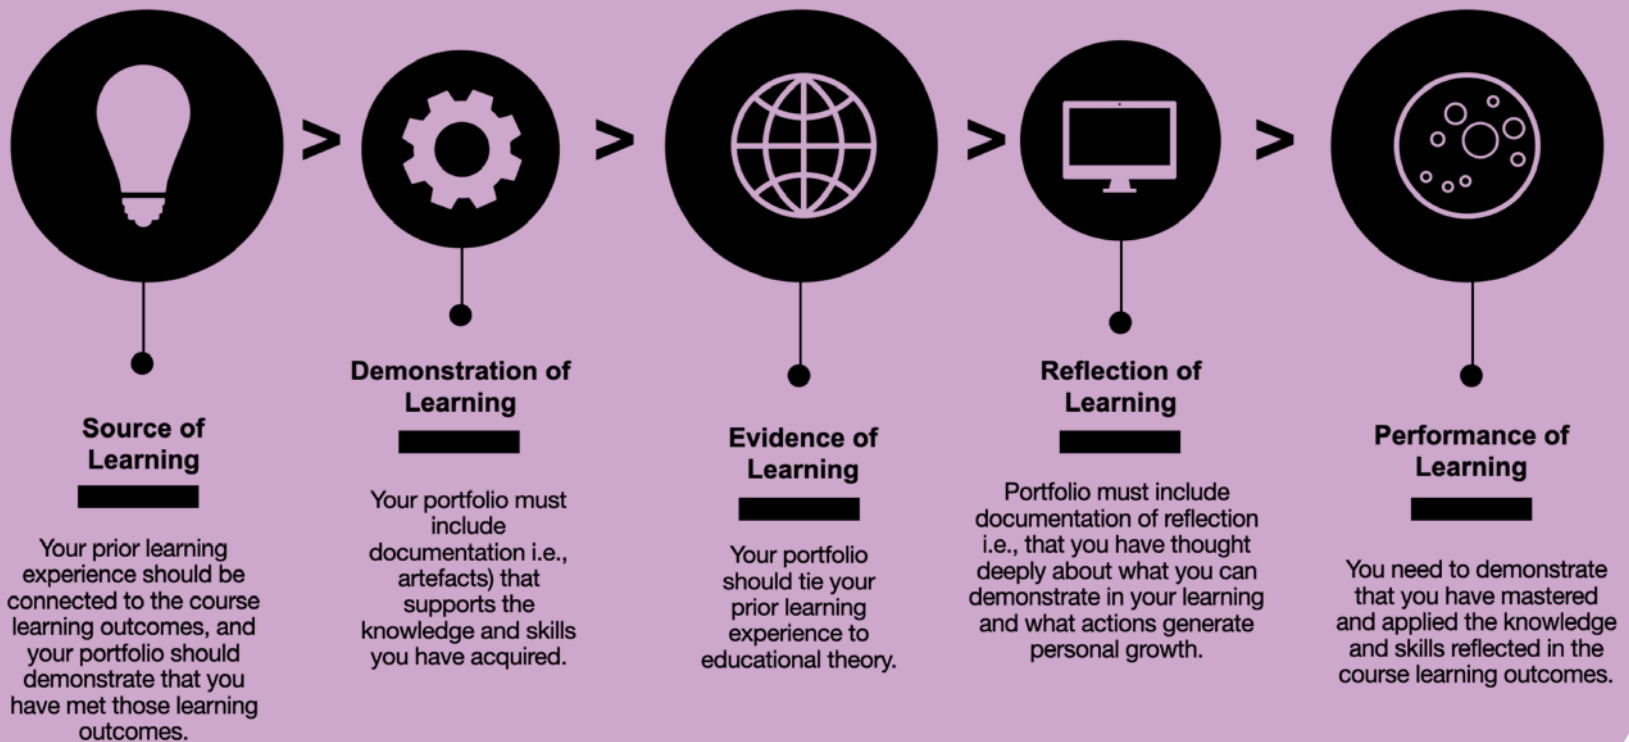 >
>
>
>
Source of
Learning
Your prior learning
experience should be
connected to the course
learning outcomes, and
your portfolio should
demonstrate that you
have met those learning
outcomes.
Demonstration of
Learning
Your portfolio must
include
documentation i.e.,
artefacts) that
supports the
knowledge and skills
you have acquired.
Evidence of
Learning
Your portfolio
should tie your
prior learning
experience to
educational theory.
Reflection of
Learning
Portfolio must include
documentation of reflection
i.e., that you have thought
deeply about what you can
demonstrate in your learning
and what actions generate
personal growth.
Performance of
Learning
You need to demonstrate
that you have mastered
and applied the knowledge
and skills reflected in the
course learning outcomes.